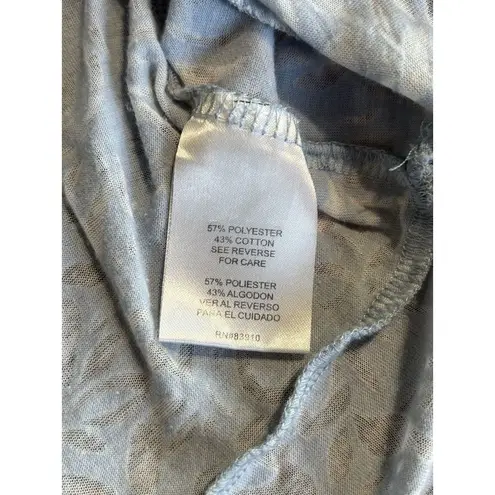 57% POLYESTER
43% COTTON
SEE REVERSE
FOR CARE
57% POLIESTER
43% ALGODON
VER AL REVERSO
PARA EL CUIDADO
RN#83910